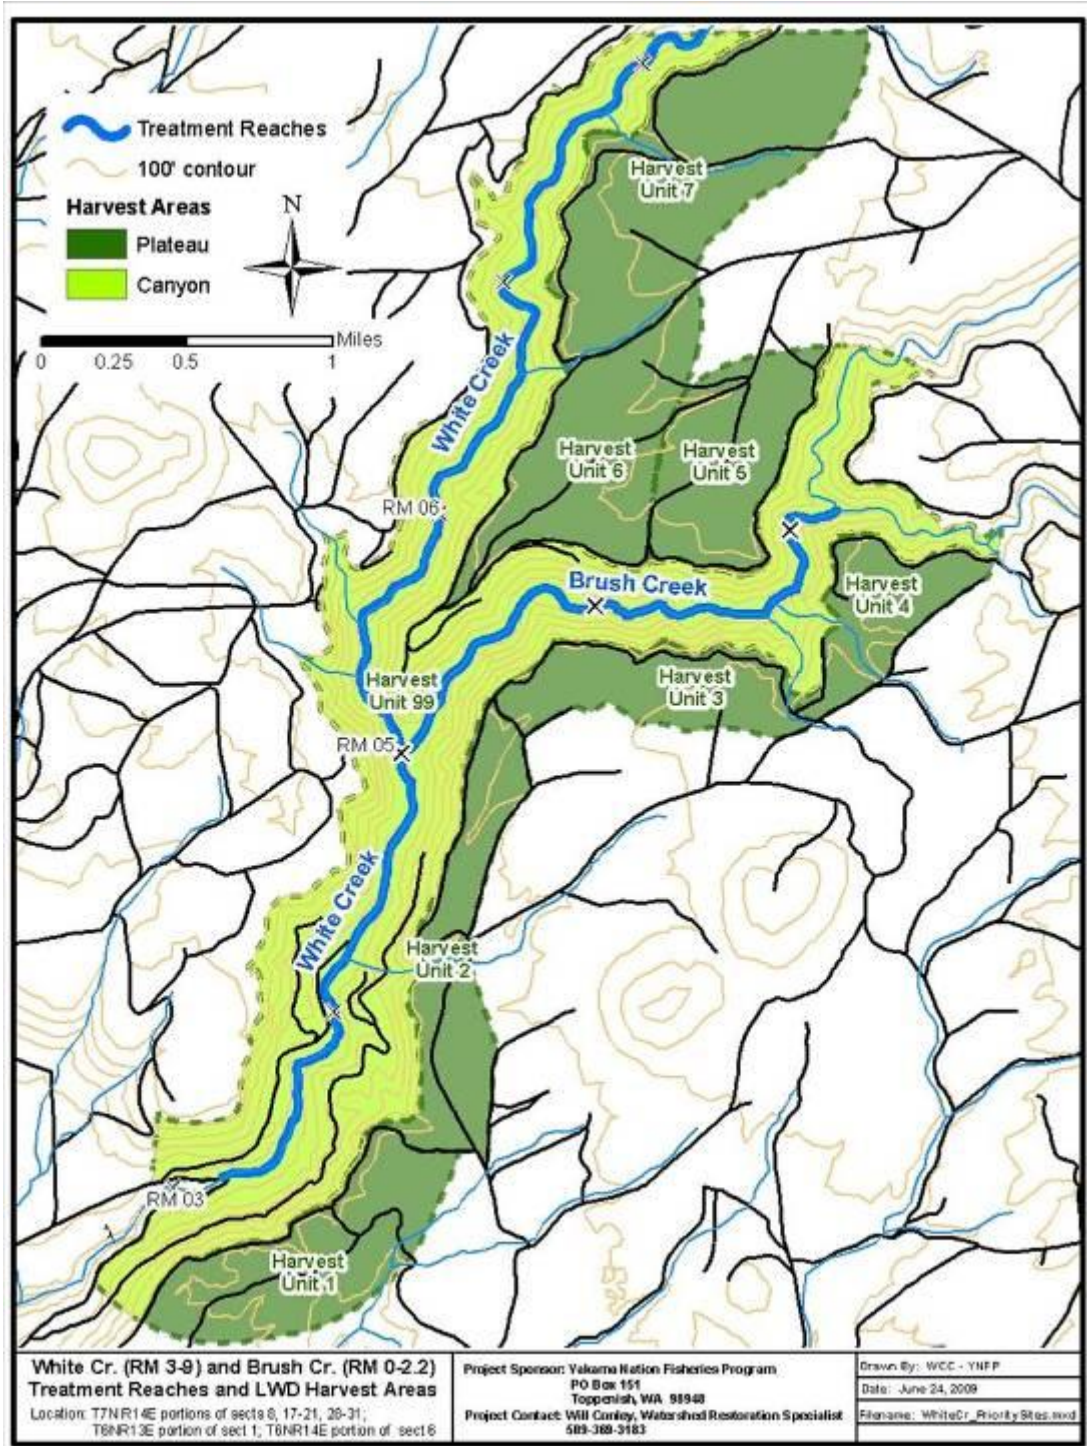 Treatment Reaches
100' contour
Harvest Areas
Plateau
Canyon
N
Miles
0 0.25 0.5 1
Harvest
Unit 7
White Creek
Harvest
Unit 6
Harvest
Unit 5
RM 06
Brush Creek
Harvest
Unit 4
Harvest
Unit 99
Harvest
Unit 3
RM 05
White Creek
Harvest
Unit 2
RM 03
Harvest
Unit 1
White Cr. (RM 3-9) and Brush Cr. (RM 0-2.2)
Treatment Reaches and LWD Harvest Areas
Location: T7NR14E portions of sects 8, 17-21, 28-31;
T6NR13E portion of sect 1; T6NR14E portion of sect 6
Project Sponsor: Yakama Nation Fisheries Program
PO Box 151
Toppenish, WA 98948
Project Contact: Will Conley, Watershed Restoration Specialist
509-369-3183
Drawn By: WCC - YNFP
Date: June 24, 2009
Filename: WhiteCr_PrioritySites.mxd